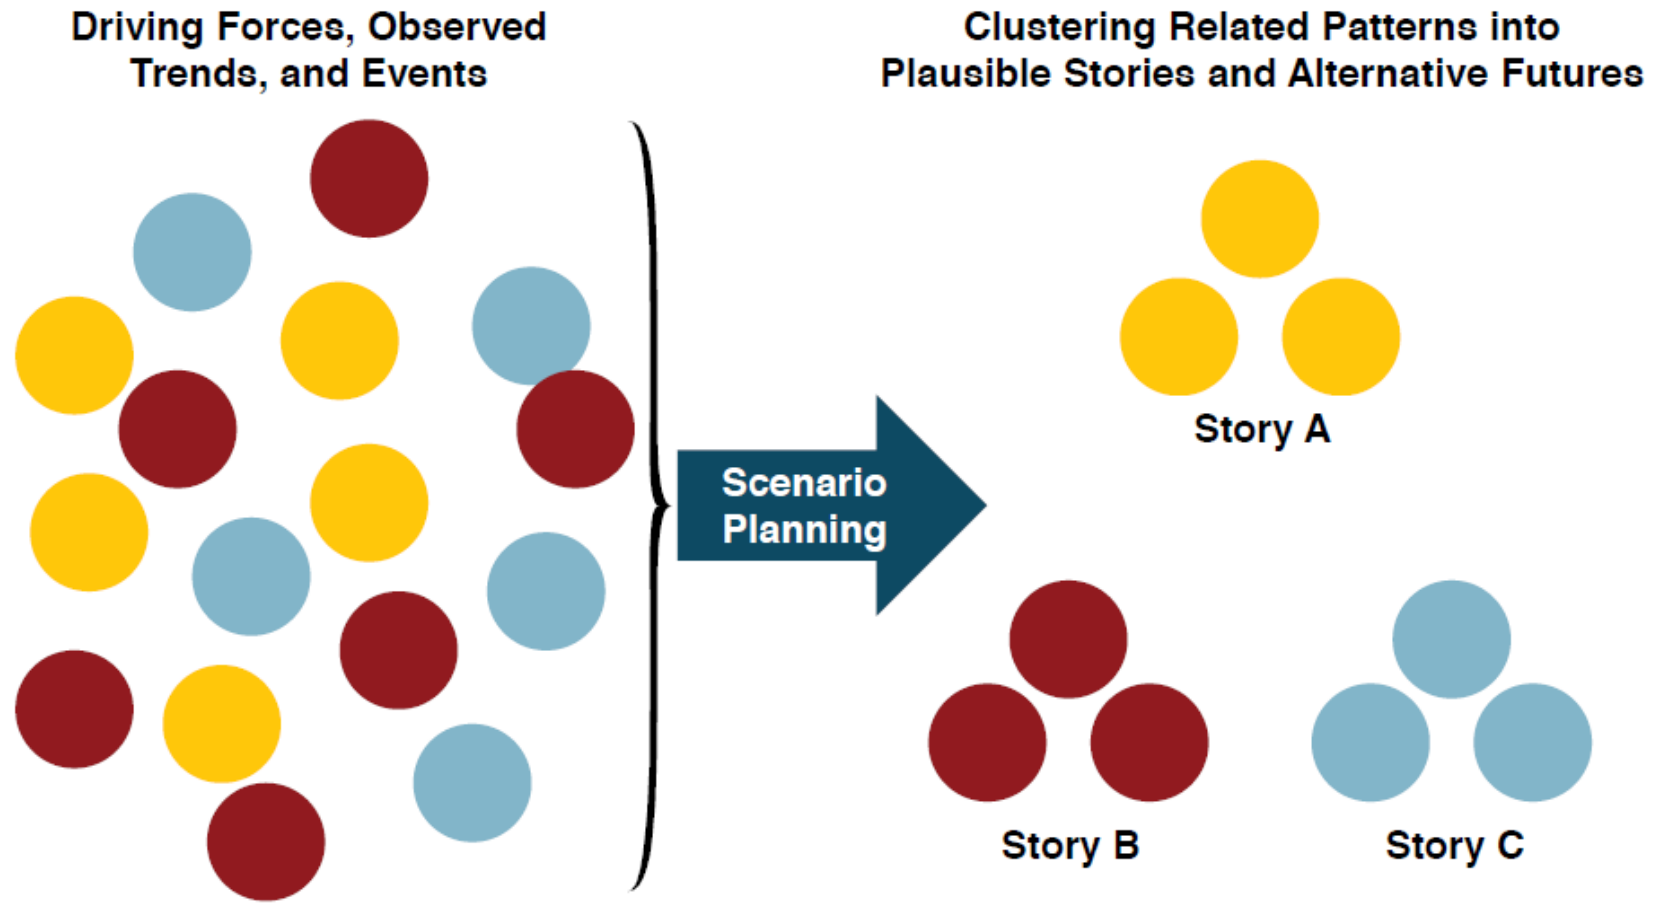 Driving Forces, Observed
Trends, and Events
Clustering Related Patterns into
Plausible Stories and Alternative Futures
Scenario
Planning
Story A
Story B
Story C